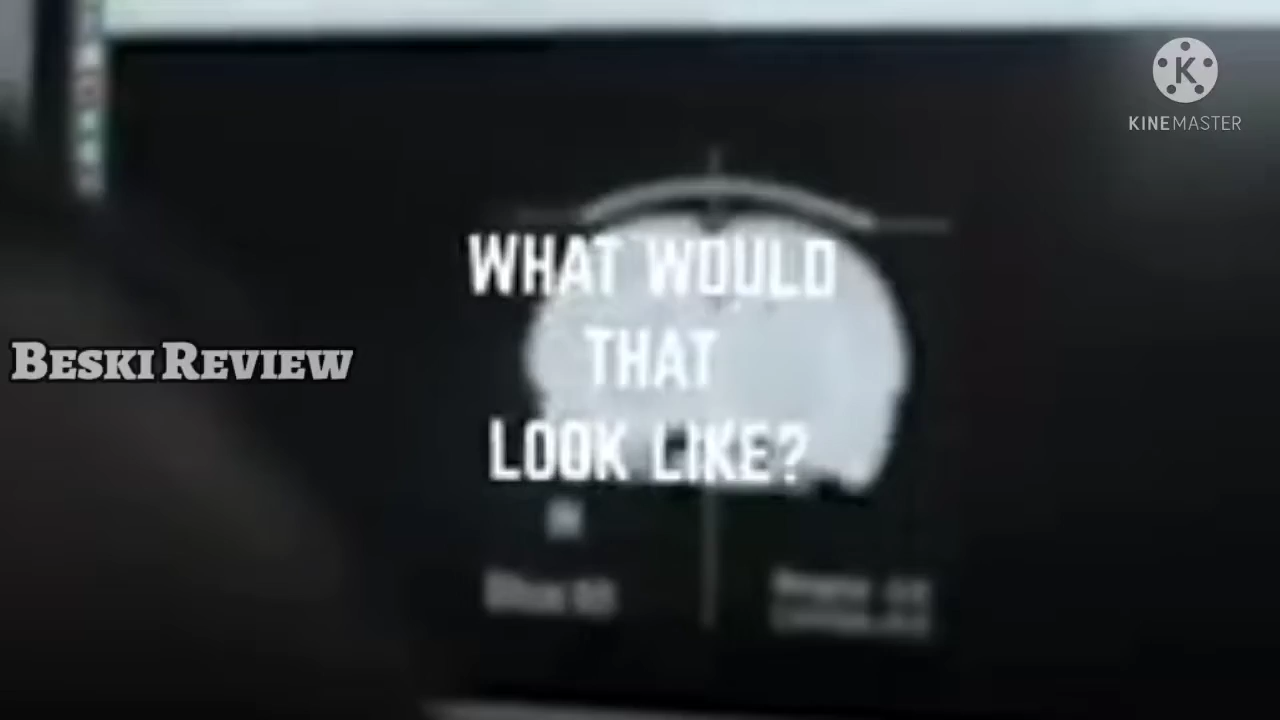 KINEMASTER
WHAT WOULD
THAT
LOOK LIKE?
BESKI REVIEW